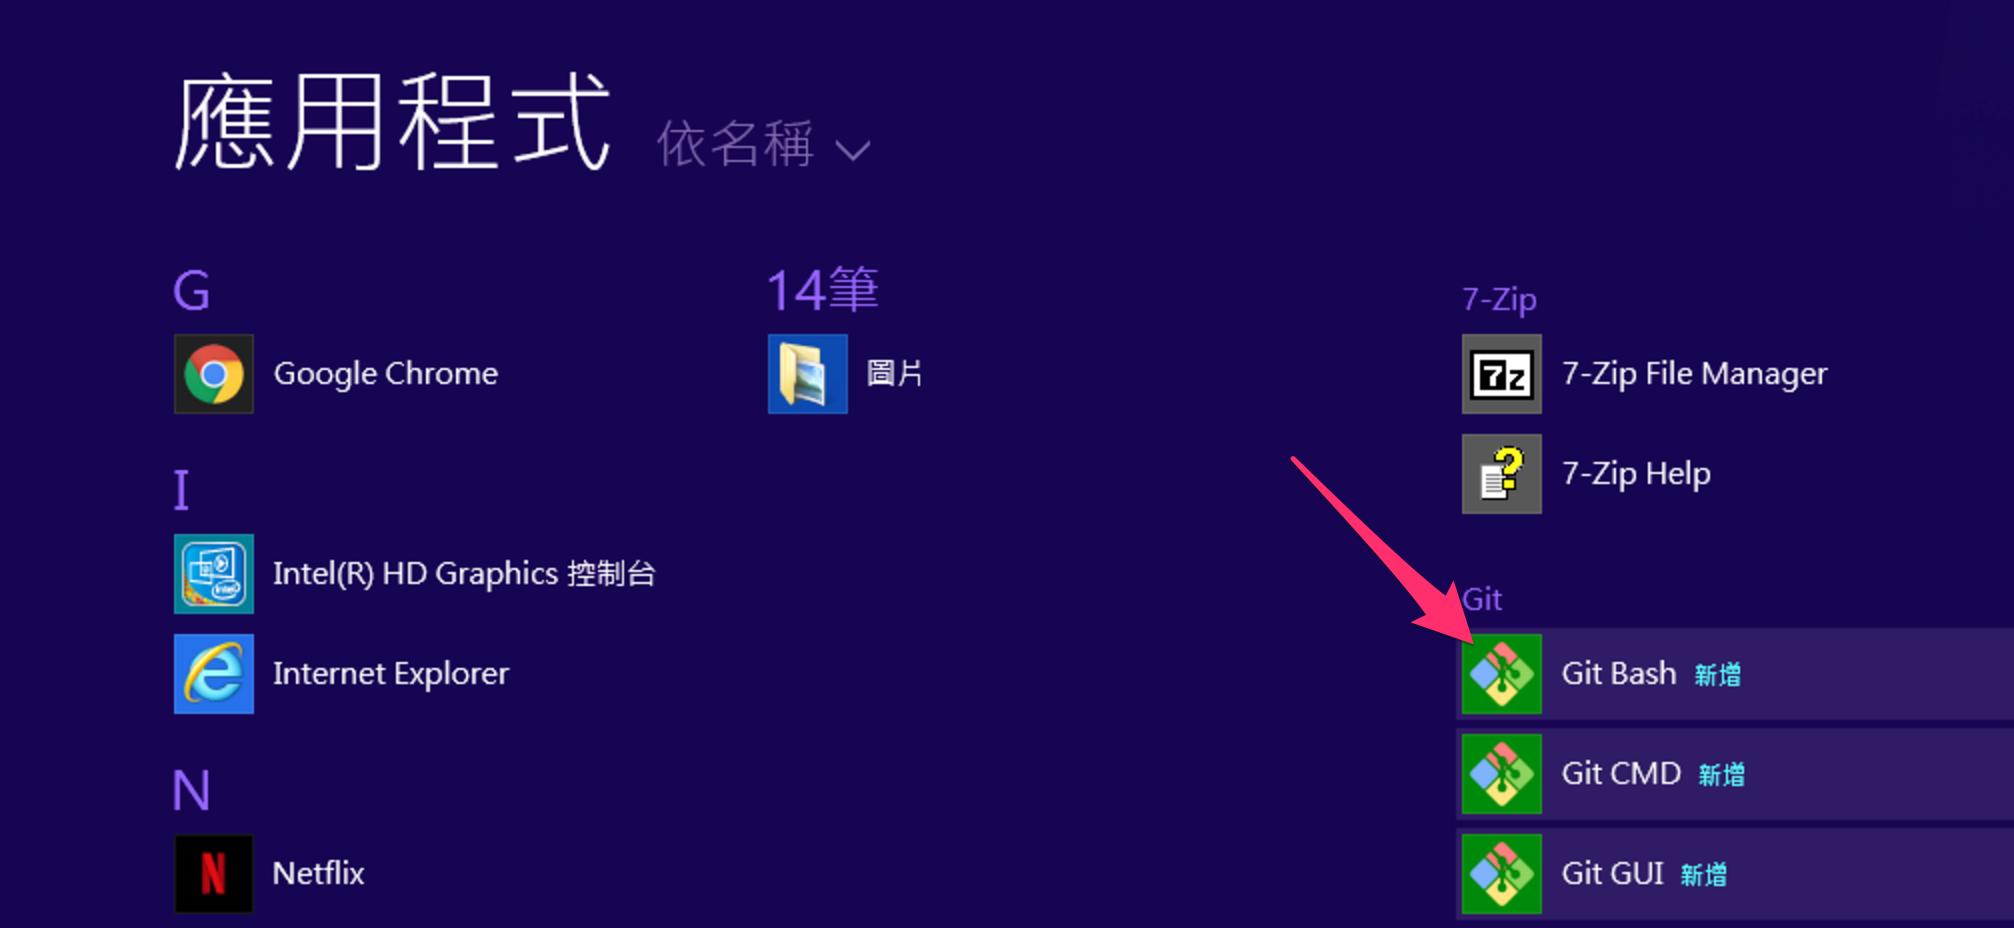 應用程式 依名稱
G
Google Chrome
I
Intel(R) HD Graphics 控制台
Internet Explorer
N
Netflix
14筆
圖片
7-Zip
7-Zip File Manager
7-Zip Help
Git
Git Bash 新增
Git CMD 新增
Git GUI 新增